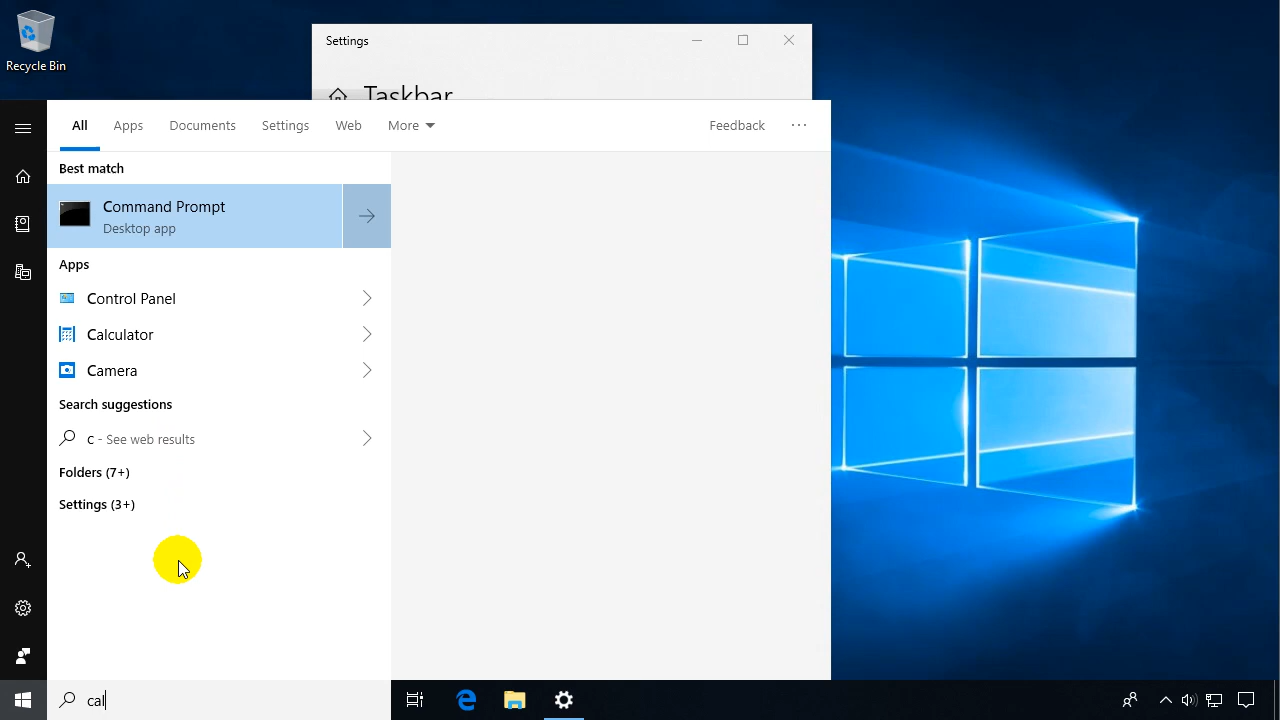 Recycle Bin
Settings
Taskbar
All Apps Documents Settings Web More Feedback ···
Best match
Command Prompt
Desktop app
Apps
Control Panel
Calculator
Camera
Search suggestions
c - See web results
Folders (7+)
Settings (3+)
cal